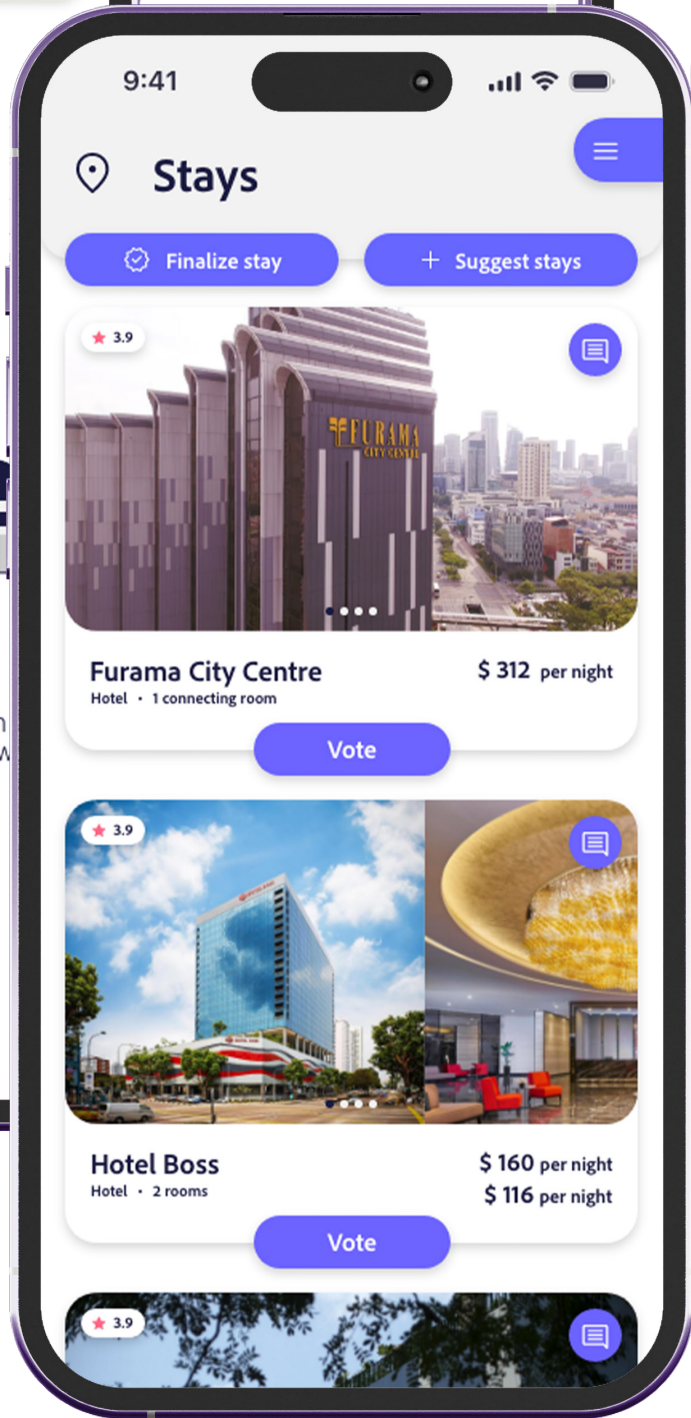 9:41
Stays
Finalize stay
Suggest stays
3.9
FURAMA
CITY CENTRE
Furama City Centre
$ 312 per night
Hotel • 1 connecting room
Vote
3.9
Hotel Boss
$ 160 per night
Hotel • 2 rooms
$ 116 per night
Vote
3.9